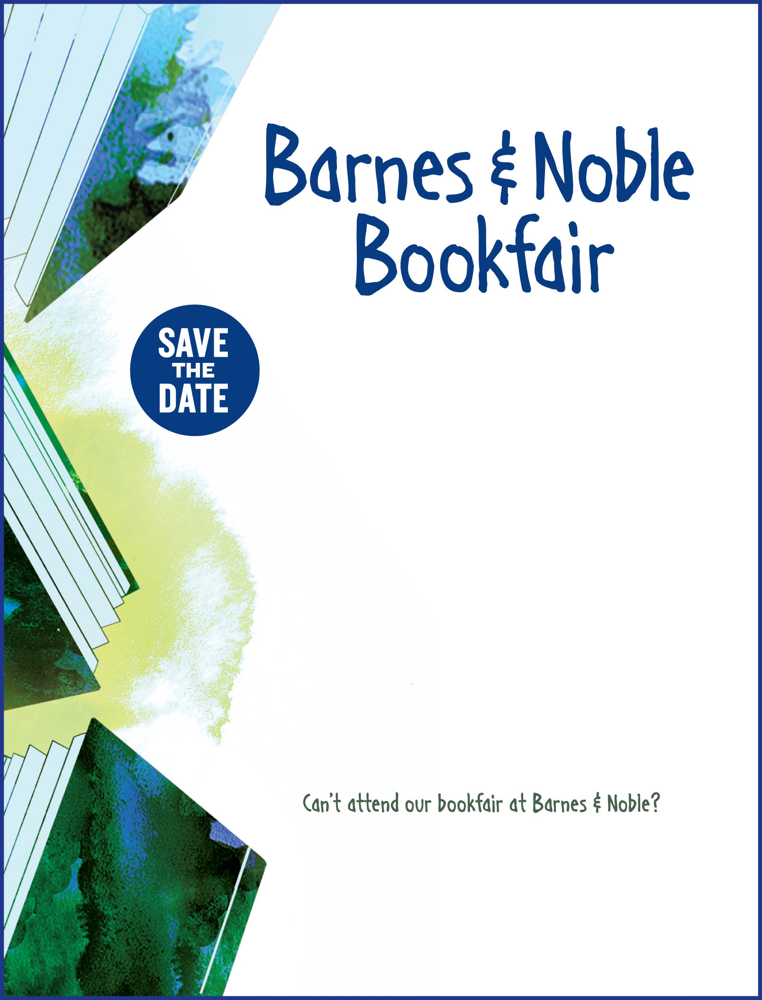 Barnes & Noble
Bookfair
SAVE
THE
DATE
Can't attend our bookfair at Barnes & Noble?